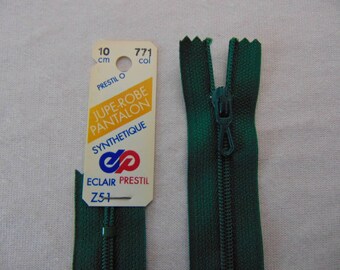 10 771
cm col
PRESTIL O
JUPE-ROBE
PANTALON
SYNTHETIQUE
ECLAIR PRESTIL
Z51